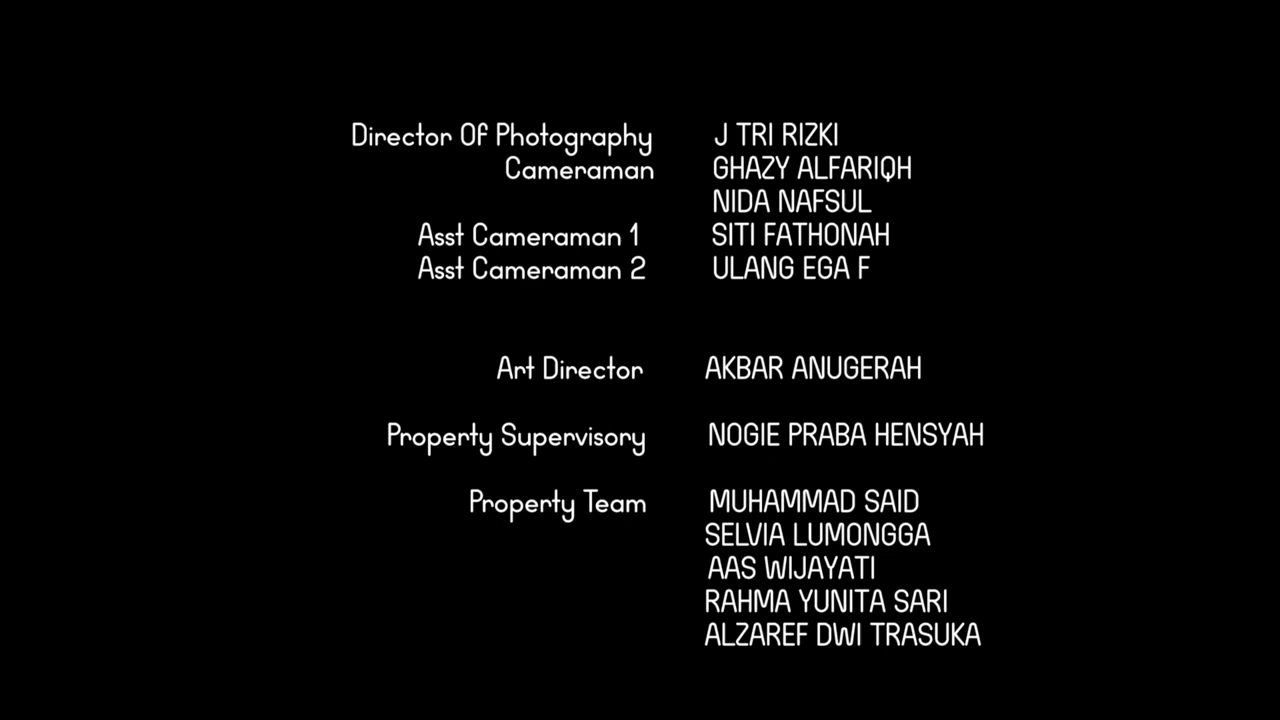 Director Of Photography J TRI RIZKI
Cameraman GHAZY ALFARIQH
NIDA NAFSUL
Asst Cameraman 1 SITI FATHONAH
Asst Cameraman 2 ULANG EGA F
Art Director AKBAR ANUGERAH
Property Supervisory NOGIE PRABA HENSYAH
Property Team MUHAMMAD SAID
SELVIA LUMONGGA
AAS WIJAYATI
RAHMA YUNITA SARI
ALZAREF DWI TRASUKA